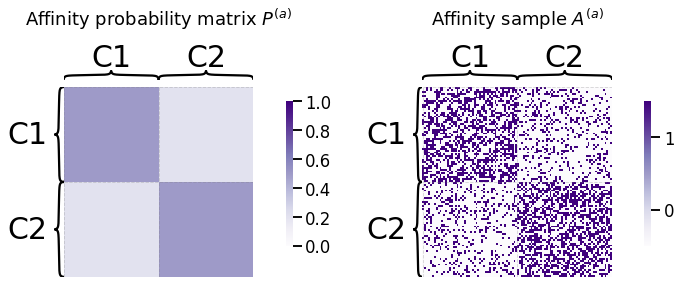 Affinity probability matrix P^(a)
C1 C2
C1
C2
1.0
0.8
0.6
0.4
0.2
0.0
Affinity sample A^(a)
C1 C2
C1
C2
1
0